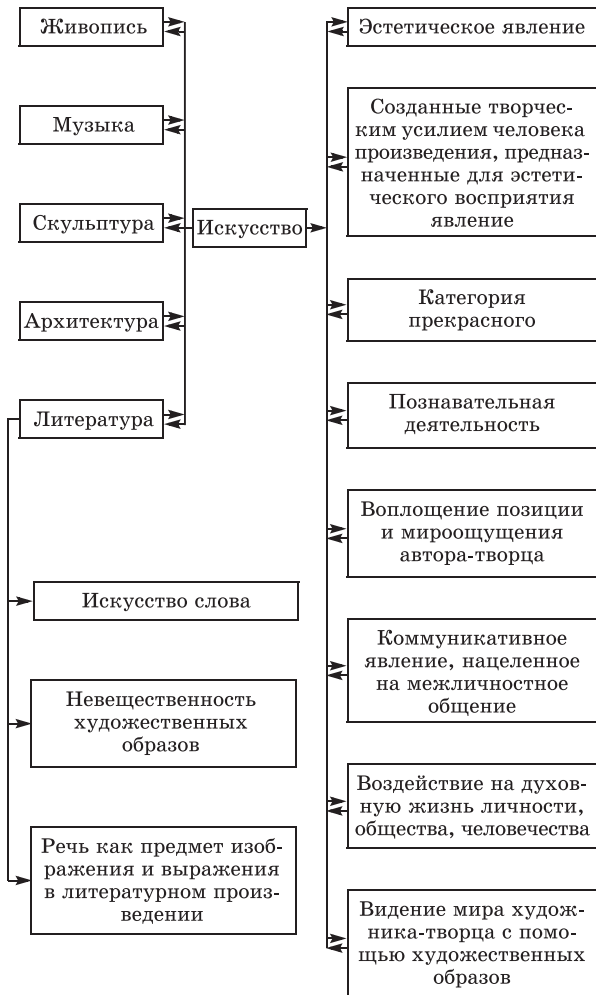 Живопись
Музыка
Скульптура
Архитектура
Литература
Искусство
Искусство слова
Невещественность
художественных
образов
Речь как предмет изоб-
ражения и выражения
в литературном произ-
ведении
Эстетическое явление
Созданные творчес-
ким усилием человека
произведения, предназ-
наченные для эстети-
ческого восприятия
явление
Категория
прекрасного
Познавательная
деятельность
Воплощение позиции
и мироощущения
автора-творца
Коммуникативное
явление, нацеленное
на межличностное
общение
Воздействие на духов-
ную жизнь личности,
общества, человечества
Видение мира худож-
ника-творца с помо-
щью художественных
образов